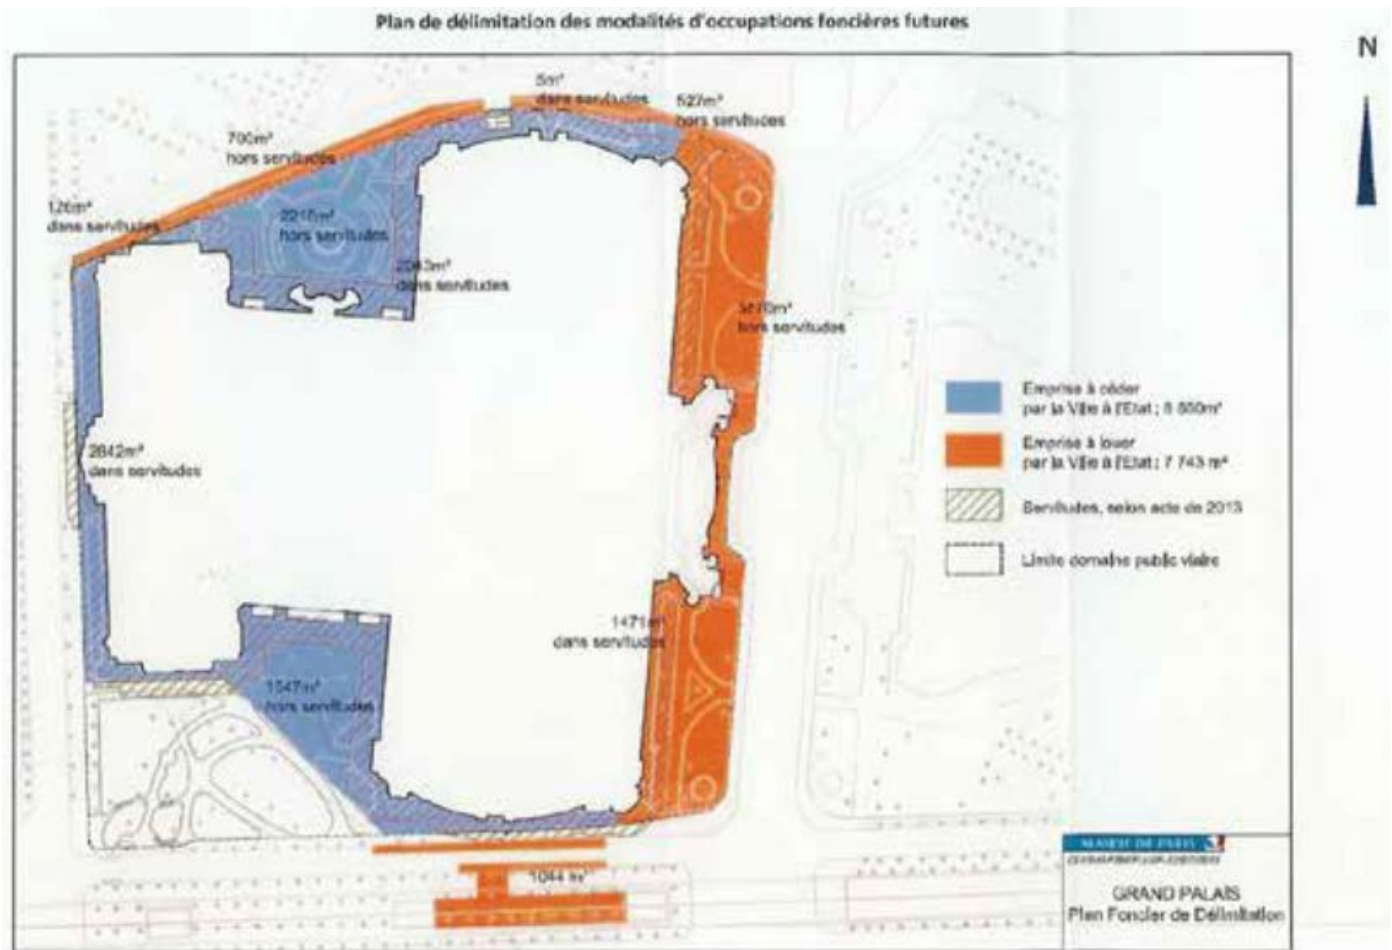 Plan de délimitation des modalités d'occupations foncières futures
N
5m²
dans servitudes
527m²
hors servitudes
700m²
hors servitudes
126m²
dans servitudes
hors servitudes
dans servitudes
hors servitudes
2842m²
dans servitudes
1471m²
dans servitudes
1547m²
hors servitudes
1044 m²
Emprise à céder
par la Ville à l'Etat :
Emprise à louer
par la Ville à l'Etat : 7 743 m²
Servitudes, selon acte de 2013
Limite domaine public viaire
MAIRIE DE PARIS
GRAND PALAIS
Plan Foncier de Délimitation